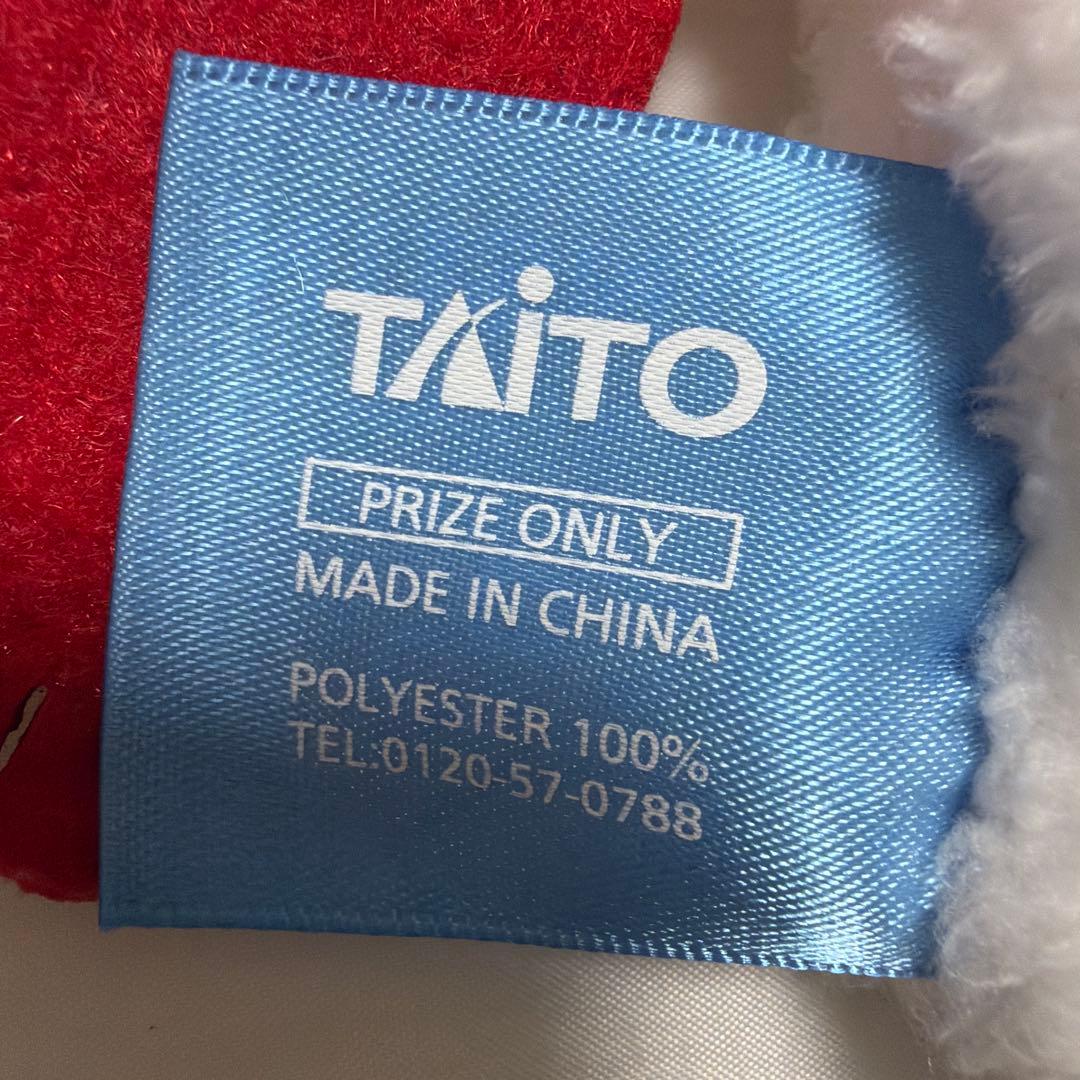 TAiTO
PRIZE ONLY
MADE IN CHINA
POLYESTER 100%
TEL:0120-57-0788